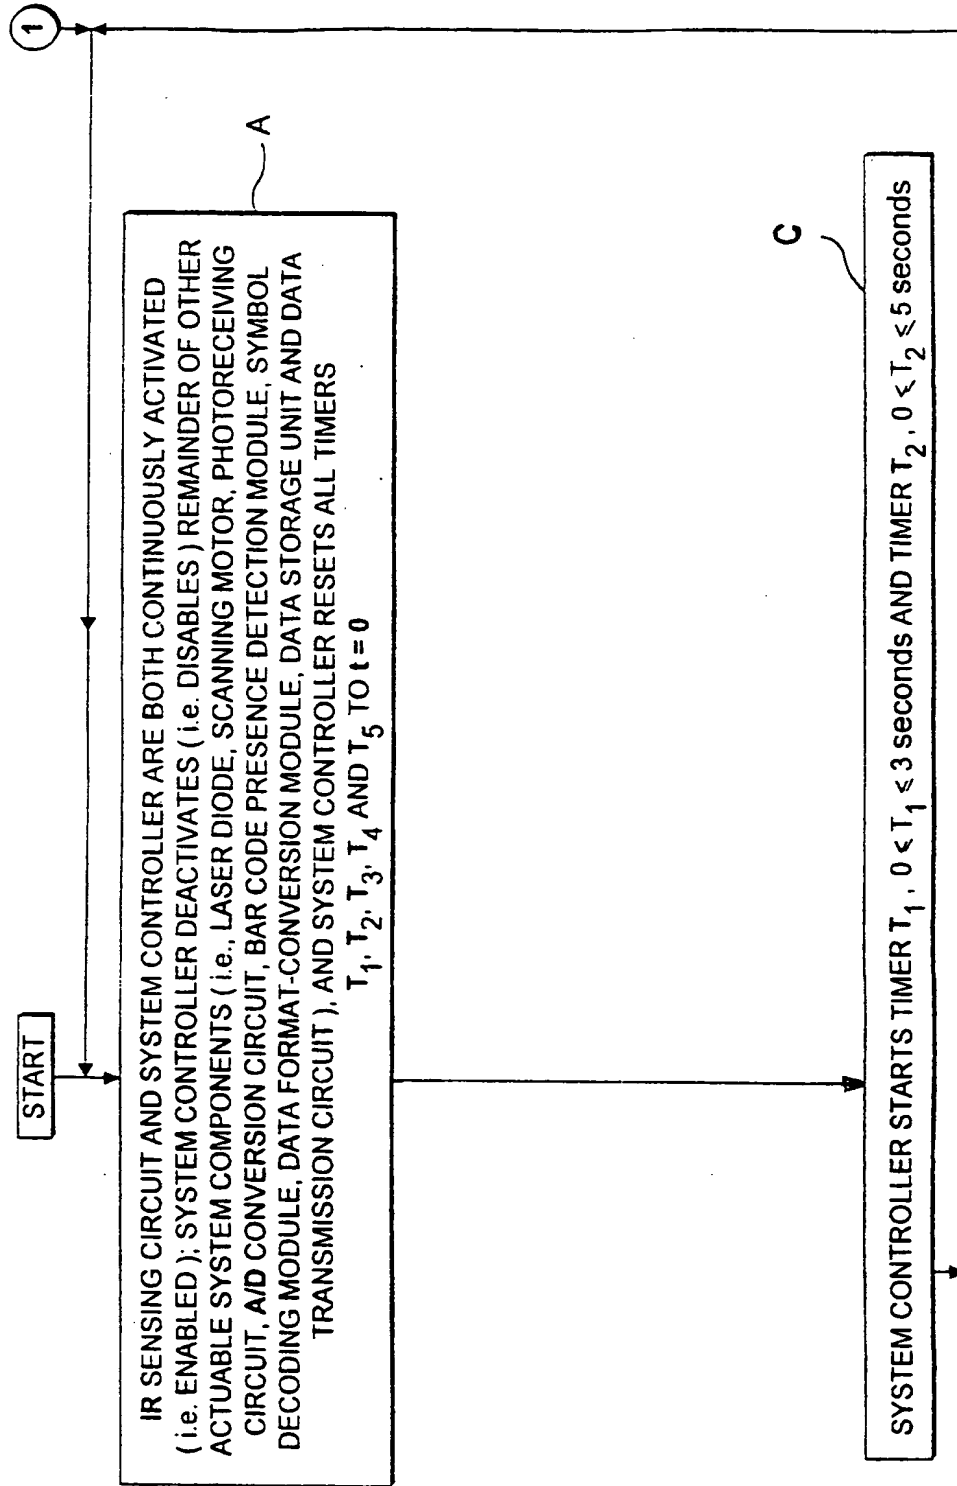 1
START
A
IR SENSING CIRCUIT AND SYSTEM CONTROLLER ARE BOTH CONTINUOUSLY ACTIVATED
( i.e. ENABLED ); SYSTEM CONTROLLER DEACTIVATES ( i.e. DISABLES ) REMAINDER OF OTHER
ACTUABLE SYSTEM COMPONENTS ( i.e., LASER DIODE, SCANNING MOTOR, PHOTORECEIVING
CIRCUIT, A/D CONVERSION CIRCUIT, BAR CODE PRESENCE DETECTION MODULE, SYMBOL
DECODING MODULE, DATA FORMAT-CONVERSION MODULE, DATA STORAGE UNIT AND DATA
TRANSMISSION CIRCUIT ), AND SYSTEM CONTROLLER RESETS ALL TIMERS
T1, T2, T3, T4 AND T5 TO t = 0
C
SYSTEM CONTROLLER STARTS TIMER T1 , 0 < T1 ≤ 3 seconds AND TIMER T2 , 0 < T2 ≤ 5 seconds